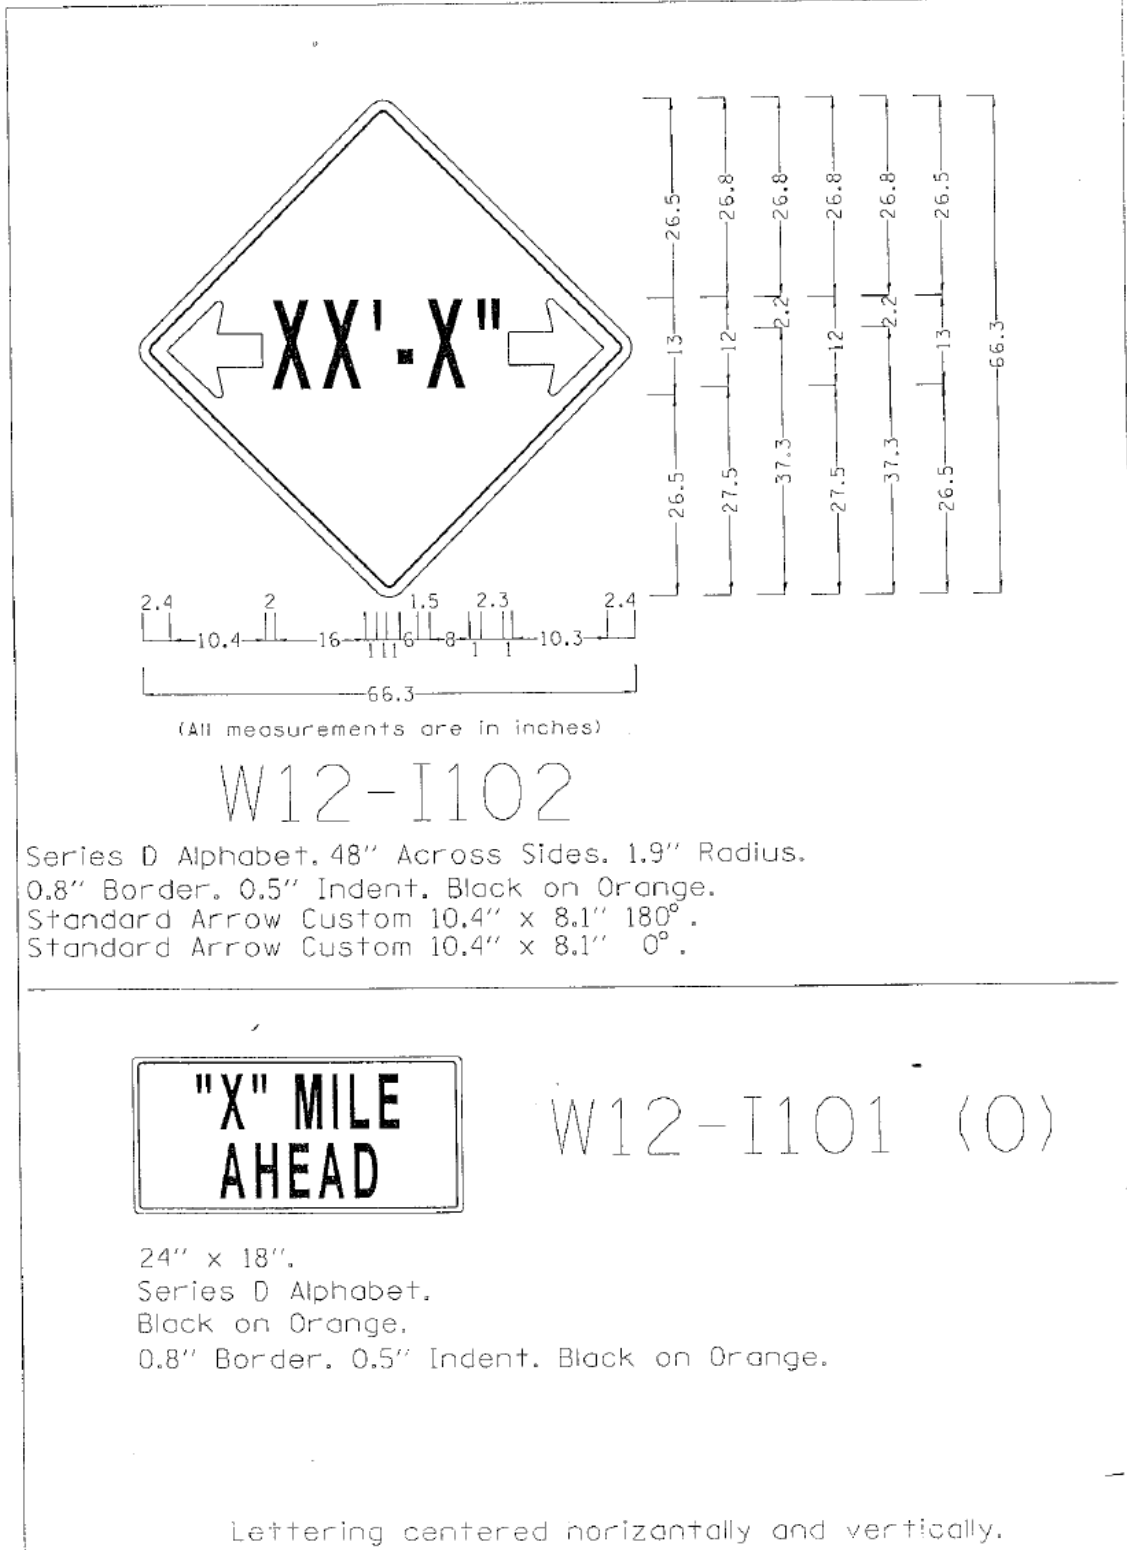 XX'-X"
26.5 26.8 26.8 26.8 26.8 26.5
13 12 2.2 12 2.2 13 66.3
26.5 27.5 37.3 27.5 37.3 26.5
2.4 2 1.5 2.3 2.4
10.4 16 6 8 10.3
1 1 1 1 1
66.3
(All measurements are in inches)
W12-I102
Series D Alphabet. 48" Across Sides. 1.9" Radius.
0.8" Border. 0.5" Indent. Black on Orange.
Standard Arrow Custom 10.4" x 8.1" 180°.
Standard Arrow Custom 10.4" x 8.1" 0°.
"X" MILE
AHEAD
W12-I101 (O)
24" x 18".
Series D Alphabet.
Black on Orange.
0.8" Border. 0.5" Indent. Black on Orange.
Lettering centered horizantally and vertically.